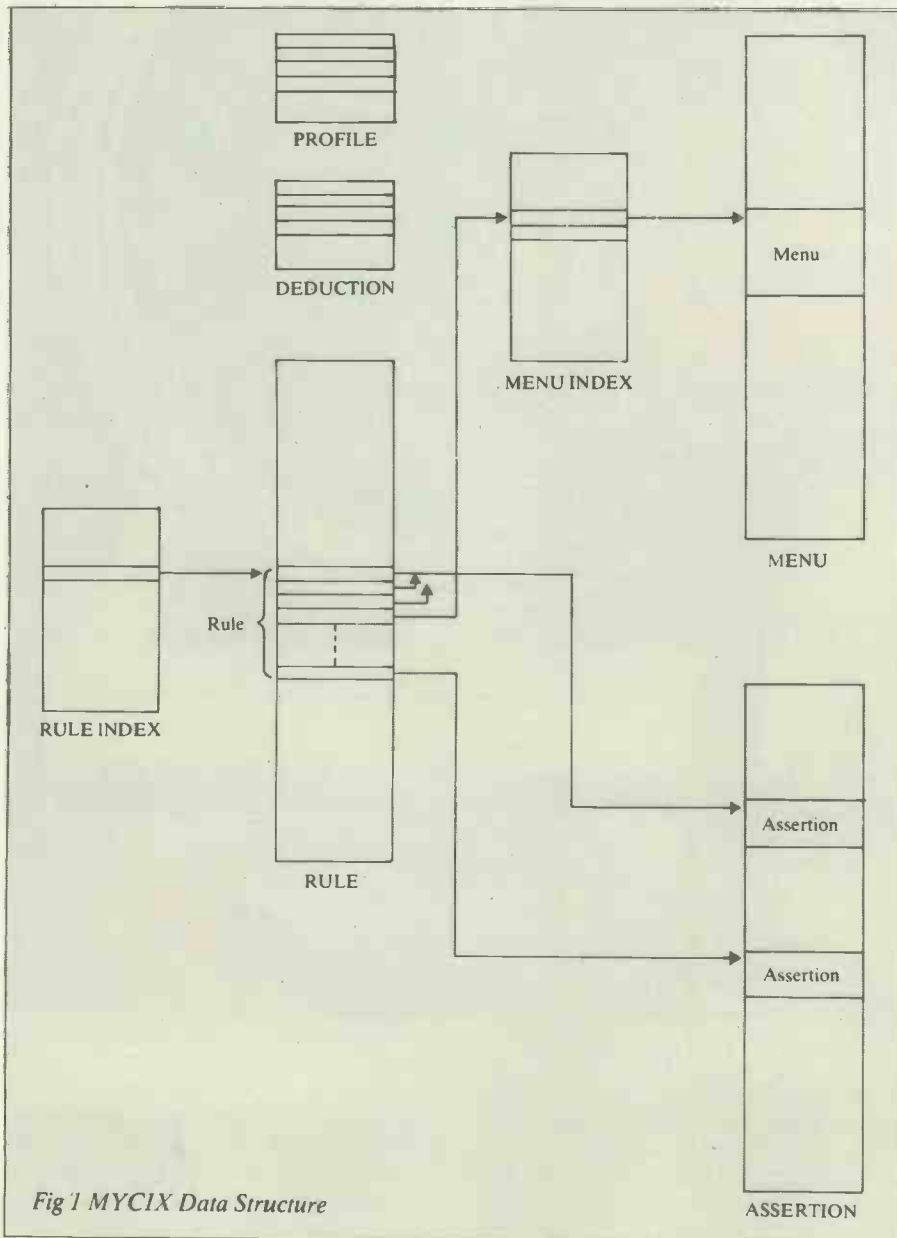 PROFILE
DEDUCTION
MENU INDEX
Menu
MENU
Rule
RULE INDEX
RULE
Assertion
Assertion
ASSERTION
Fig 1 MYCIX Data Structure